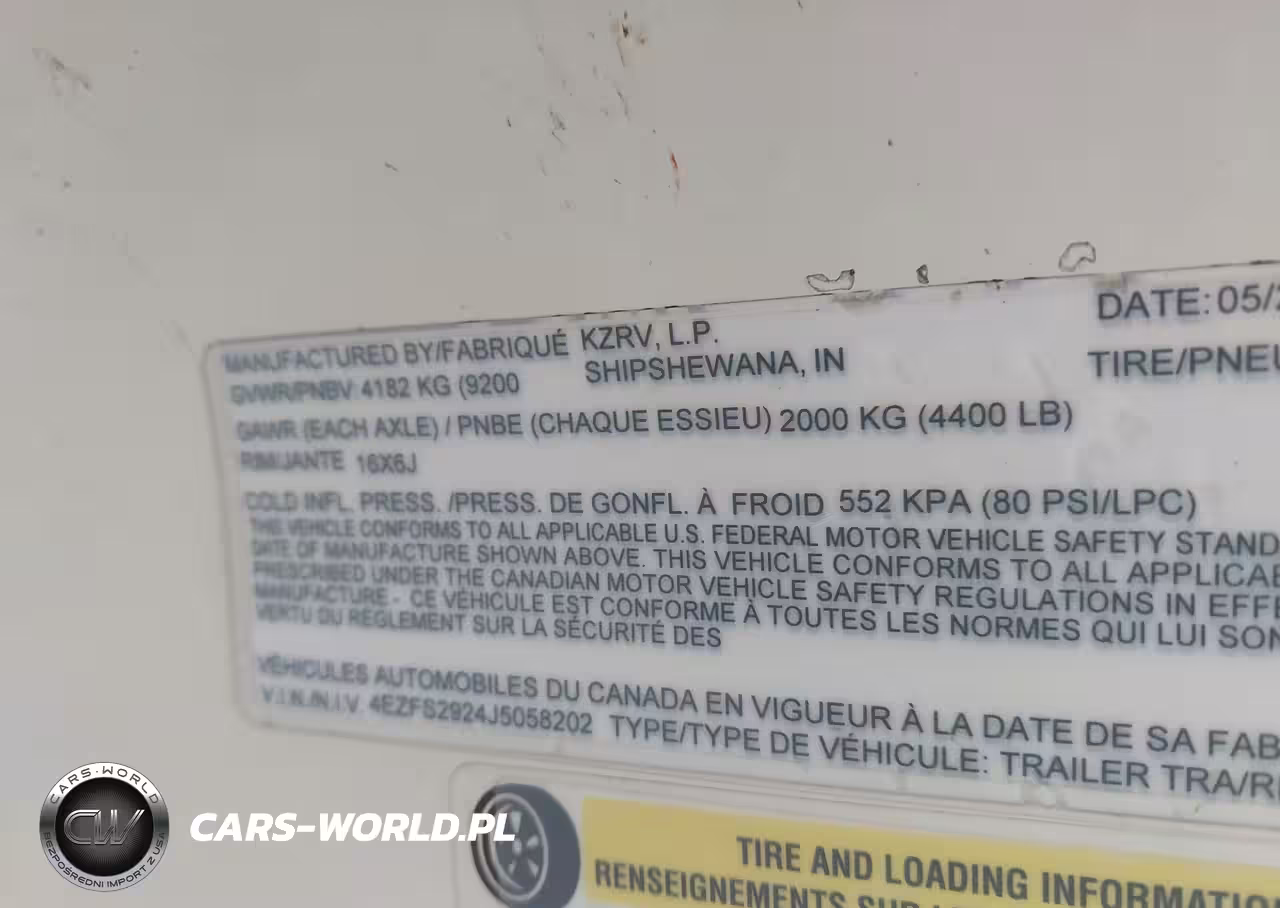 MANUFACTURED BY/FABRIQUÉ KZRV, L.P.
SHIPSHEWANA, IN
DATE: 05/
GVWR/PNBV: 4182 KG (9200
TIRE/PNEU
GAWR (EACH AXLE) / PNBE (CHAQUE ESSIEU) 2000 KG (4400 LB)
RIM/JANTE 16X6J
COLD INFL. PRESS. /PRESS. DE GONFL. À FROID 552 KPA (80 PSI/LPC)
THIS VEHICLE CONFORMS TO ALL APPLICABLE U.S. FEDERAL MOTOR VEHICLE SAFETY STAND
DATE OF MANUFACTURE SHOWN ABOVE. THIS VEHICLE CONFORMS TO ALL APPLICA
PRESCRIBED UNDER THE CANADIAN MOTOR VEHICLE SAFETY REGULATIONS IN EFF
MANUFACTURE - CE VÉHICULE EST CONFORME À TOUTES LES NORMES QUI LUI SON
VERTU DU RÈGLEMENT SUR LA SÉCURITÉ DES
VÉHICULES AUTOMOBILES DU CANADA EN VIGUEUR À LA DATE DE SA FAB
V.I.N./N.I.V. 4EZFS2924J5058202 TYPE/TYPE DE VÉHICULE: TRAILER TRA/R
TIRE AND LOADING INFORMATIO
RENSEIGNEMENTS SUR
CARS-WORLD
CW
BEZPOŚREDNI IMPORT Z USA
CARS-WORLD.PL